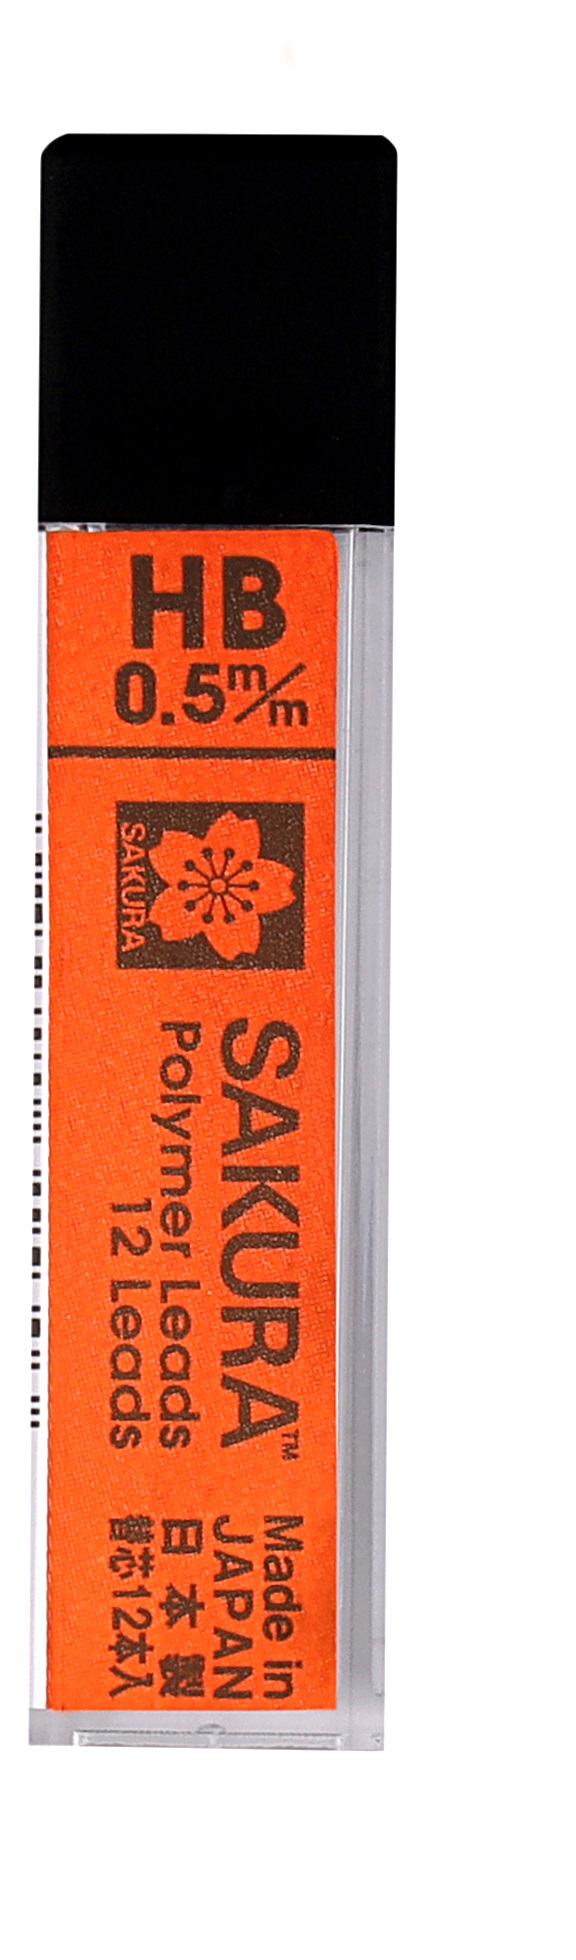 HB
0.5m/m
SAKURA
SAKURA™
Polymer Leads
12 Leads
Made in
JAPAN
日本製
替芯12本入